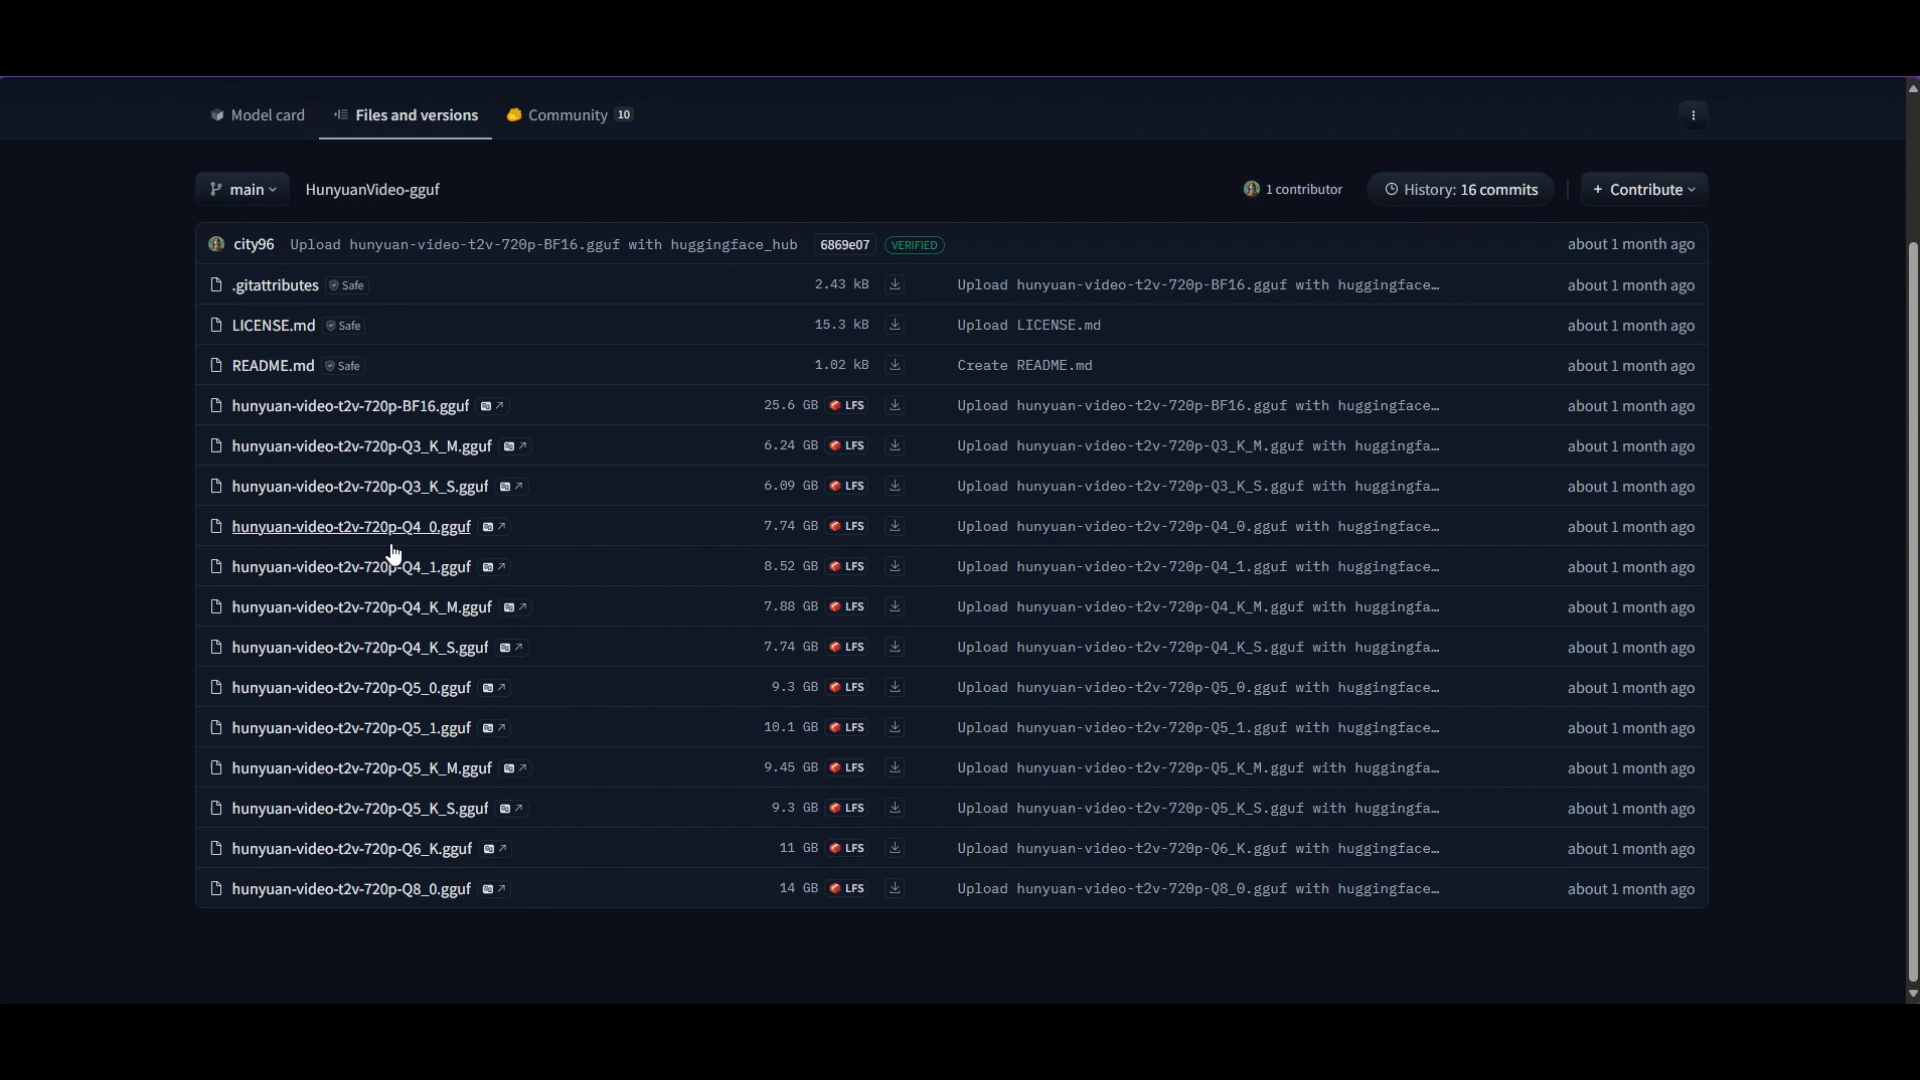 Model card Files and versions Community 10
main HunyuanVideo-gguf 1 contributor History: 16 commits + Contribute
city96 Upload hunyuan-video-t2v-720p-BF16.gguf with huggingface_hub 6869e07 VERIFIED about 1 month ago
.gitattributes Safe 2.43 kB Upload hunyuan-video-t2v-720p-BF16.gguf with huggingface… about 1 month ago
LICENSE.md Safe 15.3 kB Upload LICENSE.md about 1 month ago
README.md Safe 1.02 kB Create README.md about 1 month ago
hunyuan-video-t2v-720p-BF16.gguf 25.6 GB LFS Upload hunyuan-video-t2v-720p-BF16.gguf with huggingface… about 1 month ago
hunyuan-video-t2v-720p-Q3_K_M.gguf 6.24 GB LFS Upload hunyuan-video-t2v-720p-Q3_K_M.gguf with huggingfa… about 1 month ago
hunyuan-video-t2v-720p-Q3_K_S.gguf 6.09 GB LFS Upload hunyuan-video-t2v-720p-Q3_K_S.gguf with huggingfa… about 1 month ago
hunyuan-video-t2v-720p-Q4_0.gguf 7.74 GB LFS Upload hunyuan-video-t2v-720p-Q4_0.gguf with huggingface… about 1 month ago
hunyuan-video-t2v-720p-Q4_1.gguf 8.52 GB LFS Upload hunyuan-video-t2v-720p-Q4_1.gguf with huggingface… about 1 month ago
hunyuan-video-t2v-720p-Q4_K_M.gguf 7.88 GB LFS Upload hunyuan-video-t2v-720p-Q4_K_M.gguf with huggingfa… about 1 month ago
hunyuan-video-t2v-720p-Q4_K_S.gguf 7.74 GB LFS Upload hunyuan-video-t2v-720p-Q4_K_S.gguf with huggingfa… about 1 month ago
hunyuan-video-t2v-720p-Q5_0.gguf 9.3 GB LFS Upload hunyuan-video-t2v-720p-Q5_0.gguf with huggingface… about 1 month ago
hunyuan-video-t2v-720p-Q5_1.gguf 10.1 GB LFS Upload hunyuan-video-t2v-720p-Q5_1.gguf with huggingface… about 1 month ago
hunyuan-video-t2v-720p-Q5_K_M.gguf 9.45 GB LFS Upload hunyuan-video-t2v-720p-Q5_K_M.gguf with huggingfa… about 1 month ago
hunyuan-video-t2v-720p-Q5_K_S.gguf 9.3 GB LFS Upload hunyuan-video-t2v-720p-Q5_K_S.gguf with huggingfa… about 1 month ago
hunyuan-video-t2v-720p-Q6_K.gguf 11 GB LFS Upload hunyuan-video-t2v-720p-Q6_K.gguf with huggingface… about 1 month ago
hunyuan-video-t2v-720p-Q8_0.gguf 14 GB LFS Upload hunyuan-video-t2v-720p-Q8_0.gguf with huggingface… about 1 month ago